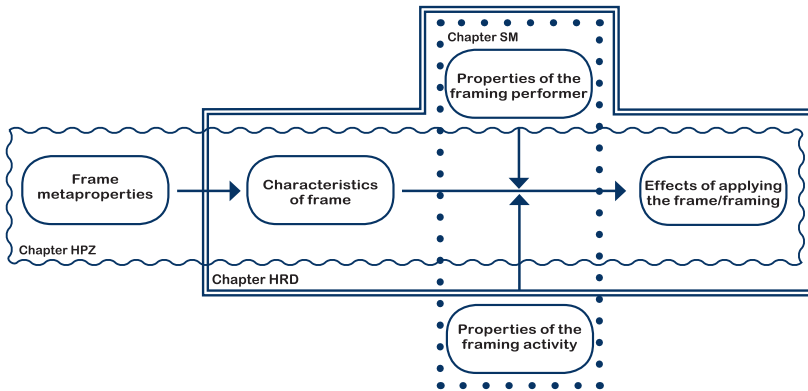 Chapter SM
Properties of the
framing performer
Frame
metaproperties
Characteristics
of frame
Effects of applying
the frame/framing
Chapter HPZ
Chapter HRD
Properties of the
framing activity